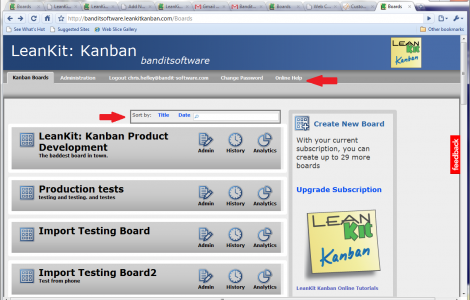 Boards
LeanKi
LeanKi
Add N
LeanKi
Gmail
Boards
Web C
Custo
Boards
http://banditsoftware.leankitkanban.com/Boards
See What's Hot
Suggested Sites
Web Slice Gallery
Other bookmarks
LeanKit: Kanban
banditsoftware
LEAN
Kit
Kanban
Kanban Boards
Administration
Logout chris.hefley@bandit-software.com
Change Password
Online Help
Sort by: Title Date
LeanKit: Kanban Product
Development
The baddest board in town.
Admin
History
Analytics
Production tests
testing and testing. and testes
Admin
History
Analytics
Import Testing Board
Admin
History
Analytics
Import Testing Board2
Test from phone
Admin
History
Analytics
Create New Board
With your current
subscription, you can
create up to 29 more
boards
Upgrade Subscription
LEAN
Kit
Kanban
LeanKit Kanban Online Tutorials
feedback